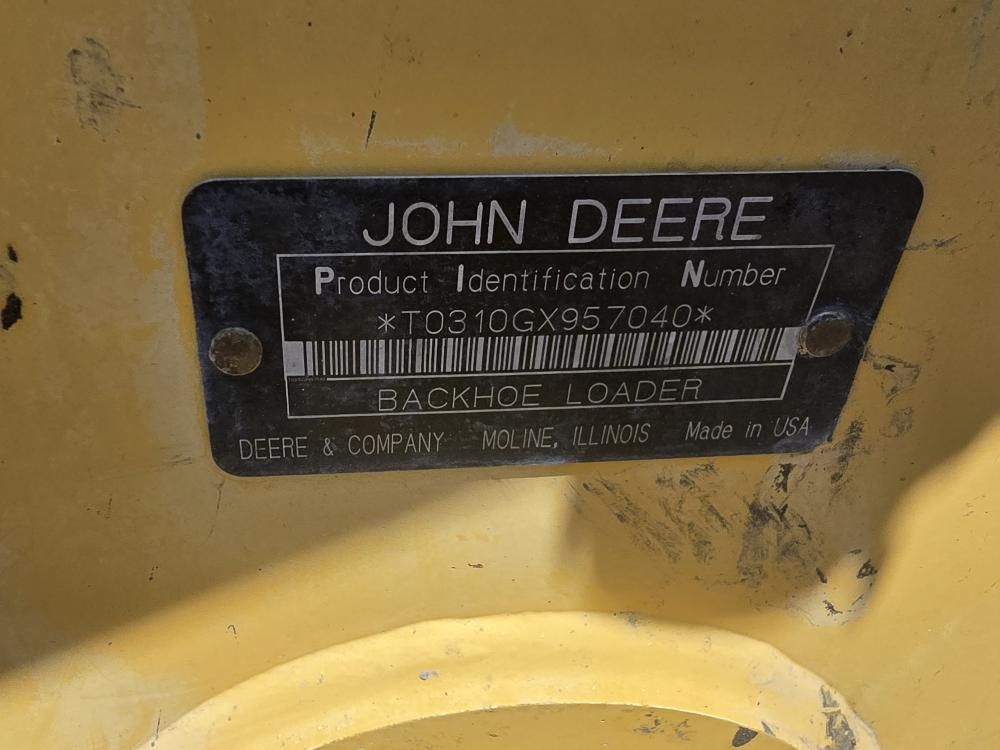 JOHN DEERE
Product Identification Number
*T0310GX957040*
BACKHOE LOADER
DEERE & COMPANY MOLINE, ILLINOIS Made in USA